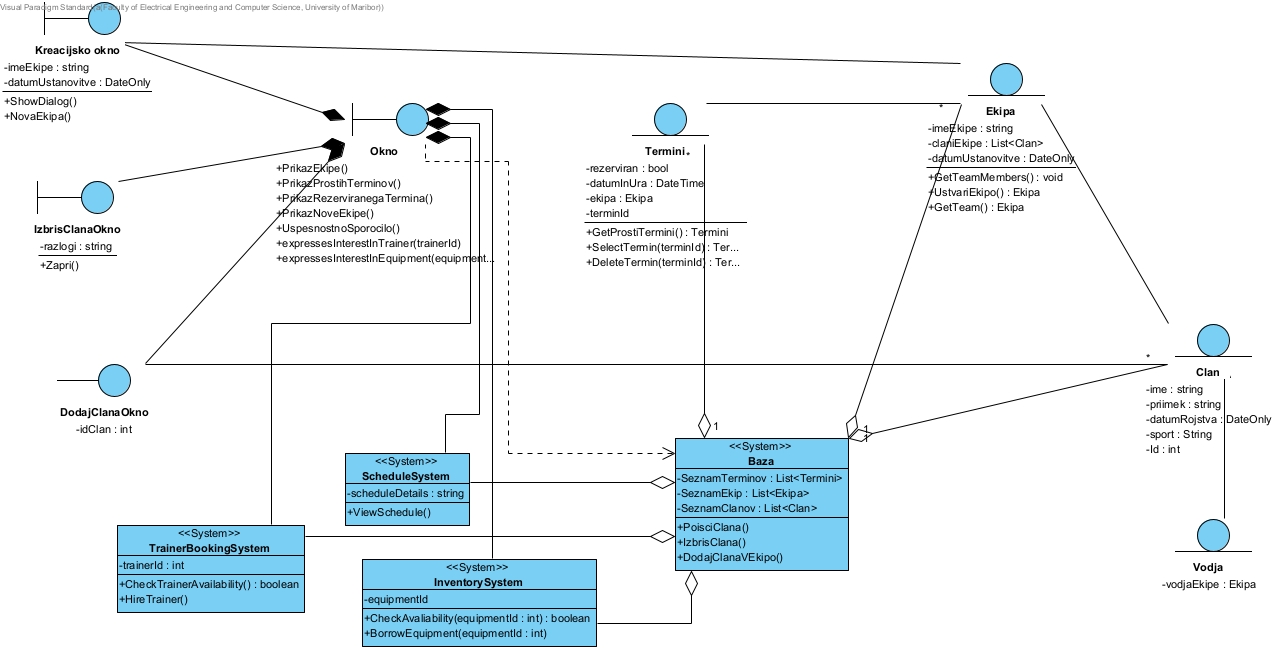 Visual Paradigm Standard (Faculty of Electrical Engineering and Computer Science, University of Maribor))
Kreacijsko okno
-imeEkipe : string
-datumUstanovitve : DateOnly
+ShowDialog()
+NovaEkipa()
Okno
+PrikazEkipe()
+PrikazProstihTerminov()
+PrikazRezerviranegaTermina()
+PrikazNoveEkipe()
+UspesnostnoSporocilo()
+expressesInterestInTrainer(trainerId)
+expressesInterestInEquipment(equipment...
IzbrisClanaOkno
-razlogi : string
+Zapri()
DodajClanaOkno
-idClan : int
Termini
*
-rezerviran : bool
-datumInUra : DateTime
-ekipa : Ekipa
-terminId
+GetProstiTermini() : Termini
+SelectTermin(terminId) : Ter...
+DeleteTermin(terminId) : Ter...
*
Ekipa
-imeEkipe : string
-claniEkipe : List<Clan>
-datumUstanovitve : DateOnly
+GetTeamMembers() : void
+UstvariEkipo() : Ekipa
+GetTeam() : Ekipa
*
Clan
-ime : string
-priimek : string
-datumRojstva : DateOnly
-sport : String
-Id : int
Vodja
-vodjaEkipe : Ekipa
1
1
1
<<System>>
Baza
-SeznamTerminov : List<Termini>
-SeznamEkip : List<Ekipa>
-SeznamClanov : List<Clan>
+PoisciClana()
+IzbrisClana()
+DodajClanaVEkipo()
<<System>>
ScheduleSystem
-scheduleDetails : string
+ViewSchedule()
<<System>>
TrainerBookingSystem
-trainerId : int
+CheckTrainerAvailability() : boolean
+HireTrainer()
<<System>>
InventorySystem
-equipmentId
+CheckAvaliability(equipmentId : int) : boolean
+BorrowEquipment(equipmentId : int)